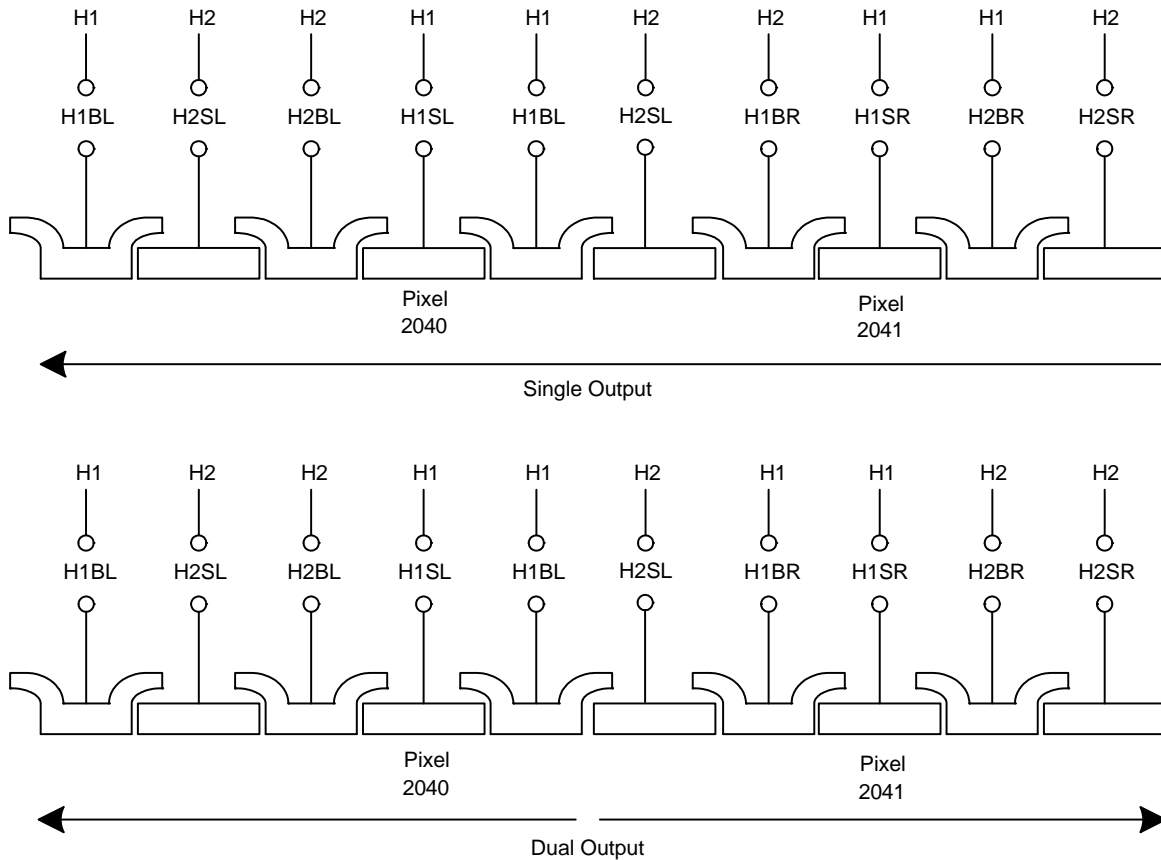 H1 H2 H2 H1 H1 H2 H2 H1 H1 H2
H1BL H2SL H2BL H1SL H1BL H2SL H1BR H1SR H2BR H2SR
Pixel
2040
Pixel
2041
Single Output
H1 H2 H2 H1 H1 H2 H1 H1 H2 H2
H1BL H2SL H2BL H1SL H1BL H2SL H1BR H1SR H2BR H2SR
Pixel
2040
Pixel
2041
Dual Output